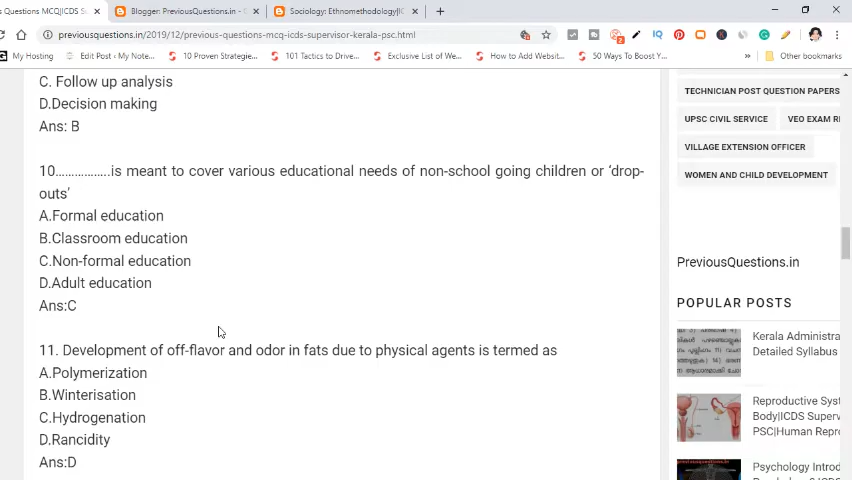 s Questions MCQ|ICDS Superviso
Blogger: PreviousQuestions.in - C
Sociology: Ethnomethodology|IC
previousquestions.in/2019/12/previous-questions-mcq-icds-supervisor-kerala-psc.html
My Hosting
Edit Post ‹ My Note...
10 Proven Strategie...
101 Tactics to Drive...
Exclusive List of We...
How to Add Website...
50 Ways To Boost Y...
Other bookmarks
C. Follow up analysis
D.Decision making
Ans: B
10……………..is meant to cover various educational needs of non-school going children or ‘drop-
outs’
A.Formal education
B.Classroom education
C.Non-formal education
D.Adult education
Ans:C
11. Development of off-flavor and odor in fats due to physical agents is termed as
A.Polymerization
B.Winterisation
C.Hydrogenation
D.Rancidity
Ans:D
TECHNICIAN POST QUESTION PAPERS
UPSC CIVIL SERVICE
VEO EXAM R
VILLAGE EXTENSION OFFICER
WOMEN AND CHILD DEVELOPMENT
PreviousQuestions.in
POPULAR POSTS
Kerala Administra
Detailed Syllabus
Reproductive Syst
Body|ICDS Superv
PSC|Human Repro
Psychology Introd